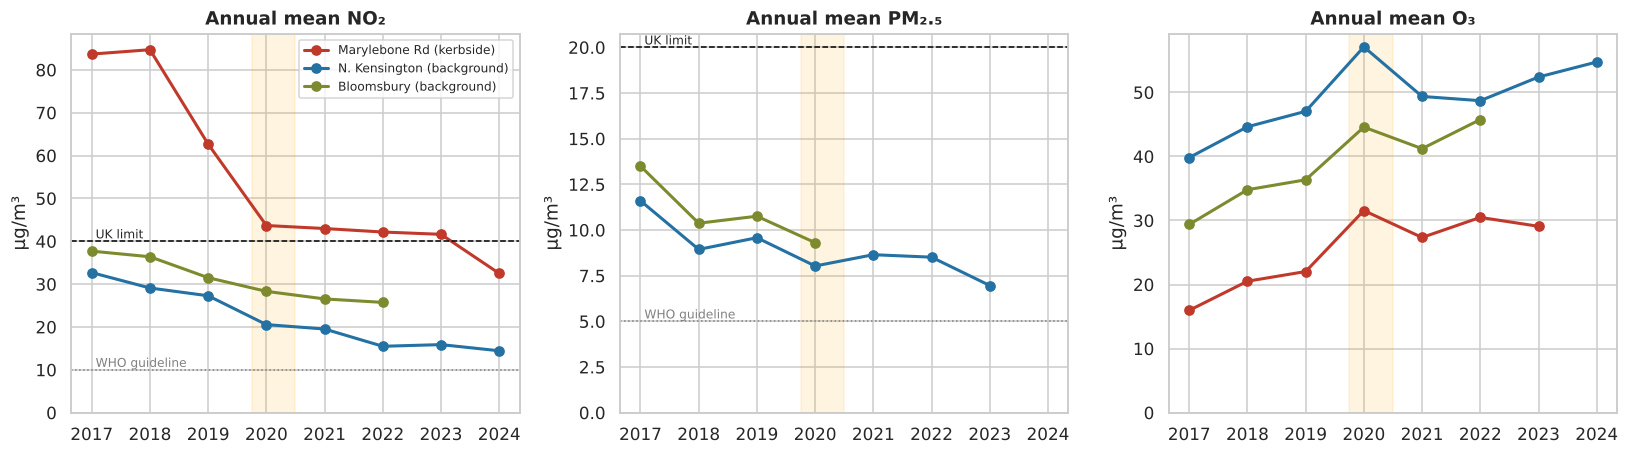 Annual mean NO₂
µg/m³
80
70
60
50
40
30
20
10
0
UK limit
WHO guideline
Marylebone Rd (kerbside)
N. Kensington (background)
Bloomsbury (background)
2017 2018 2019 2020 2021 2022 2023 2024
Annual mean PM₂.₅
µg/m³
20.0
17.5
15.0
12.5
10.0
7.5
5.0
2.5
0.0
UK limit
WHO guideline
2017 2018 2019 2020 2021 2022 2023 2024
Annual mean O₃
µg/m³
50
40
30
20
10
0
2017 2018 2019 2020 2021 2022 2023 2024